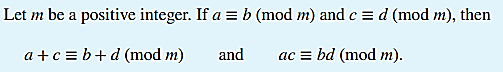 Let m be a positive integer. If a ≡ b (mod m) and c ≡ d (mod m), then
a + c ≡ b + d (mod m) and ac ≡ bd (mod m).